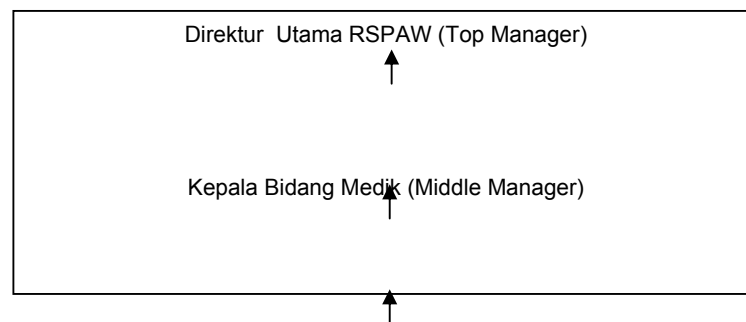 Direktur Utama RSPAW (Top Manager)
Kepala Bidang Medik (Middle Manager)